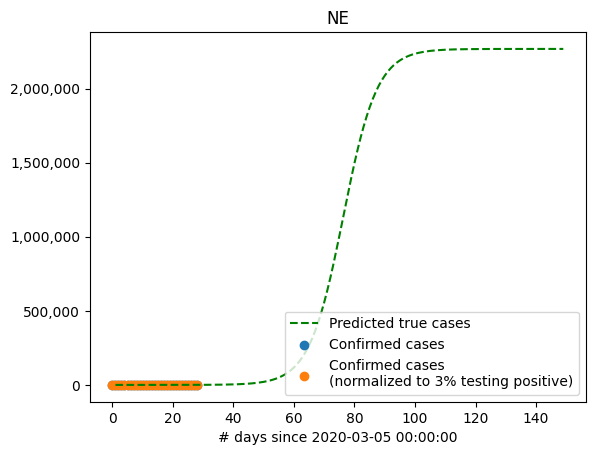 NE
2,000,000
1,500,000
1,000,000
500,000
0
Predicted true cases
Confirmed cases
Confirmed cases
(normalized to 3% testing positive)
0 20 40 60 80 100 120 140
# days since 2020-03-05 00:00:00